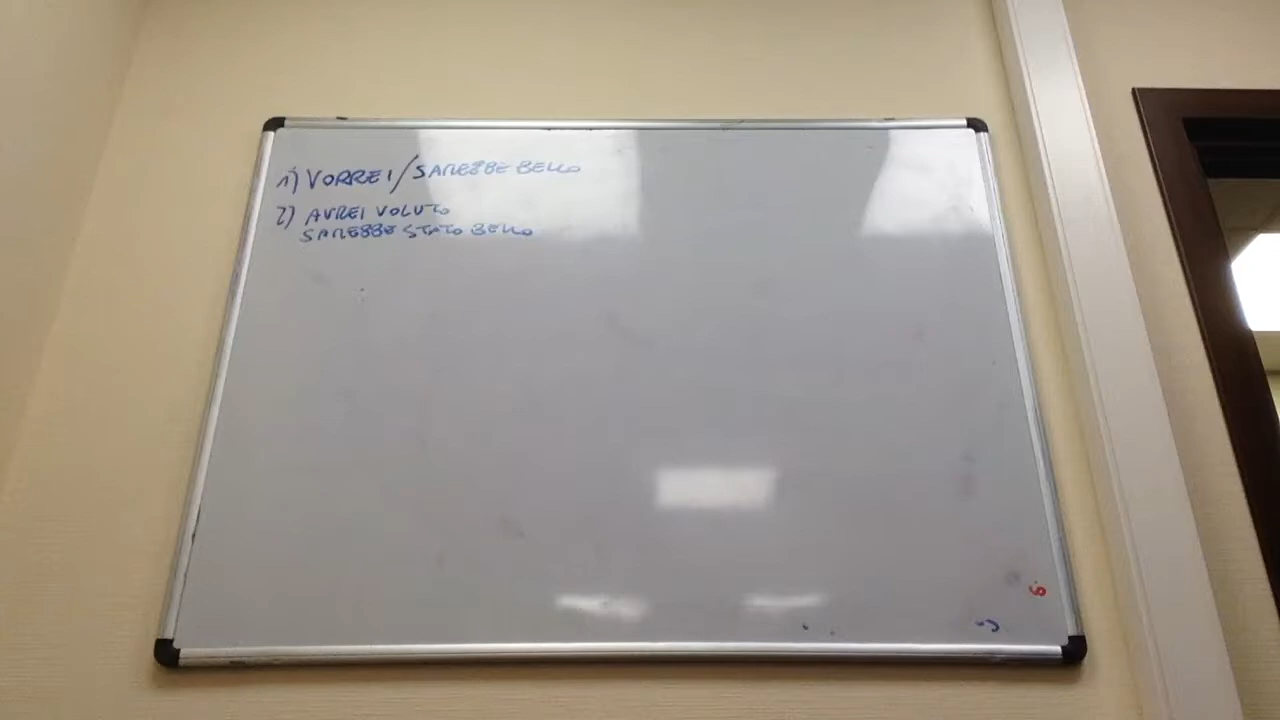 1) VORREI/SAREBBE BELLO
2) AVREI VOLUTO
SAREBBE STATO BELLO